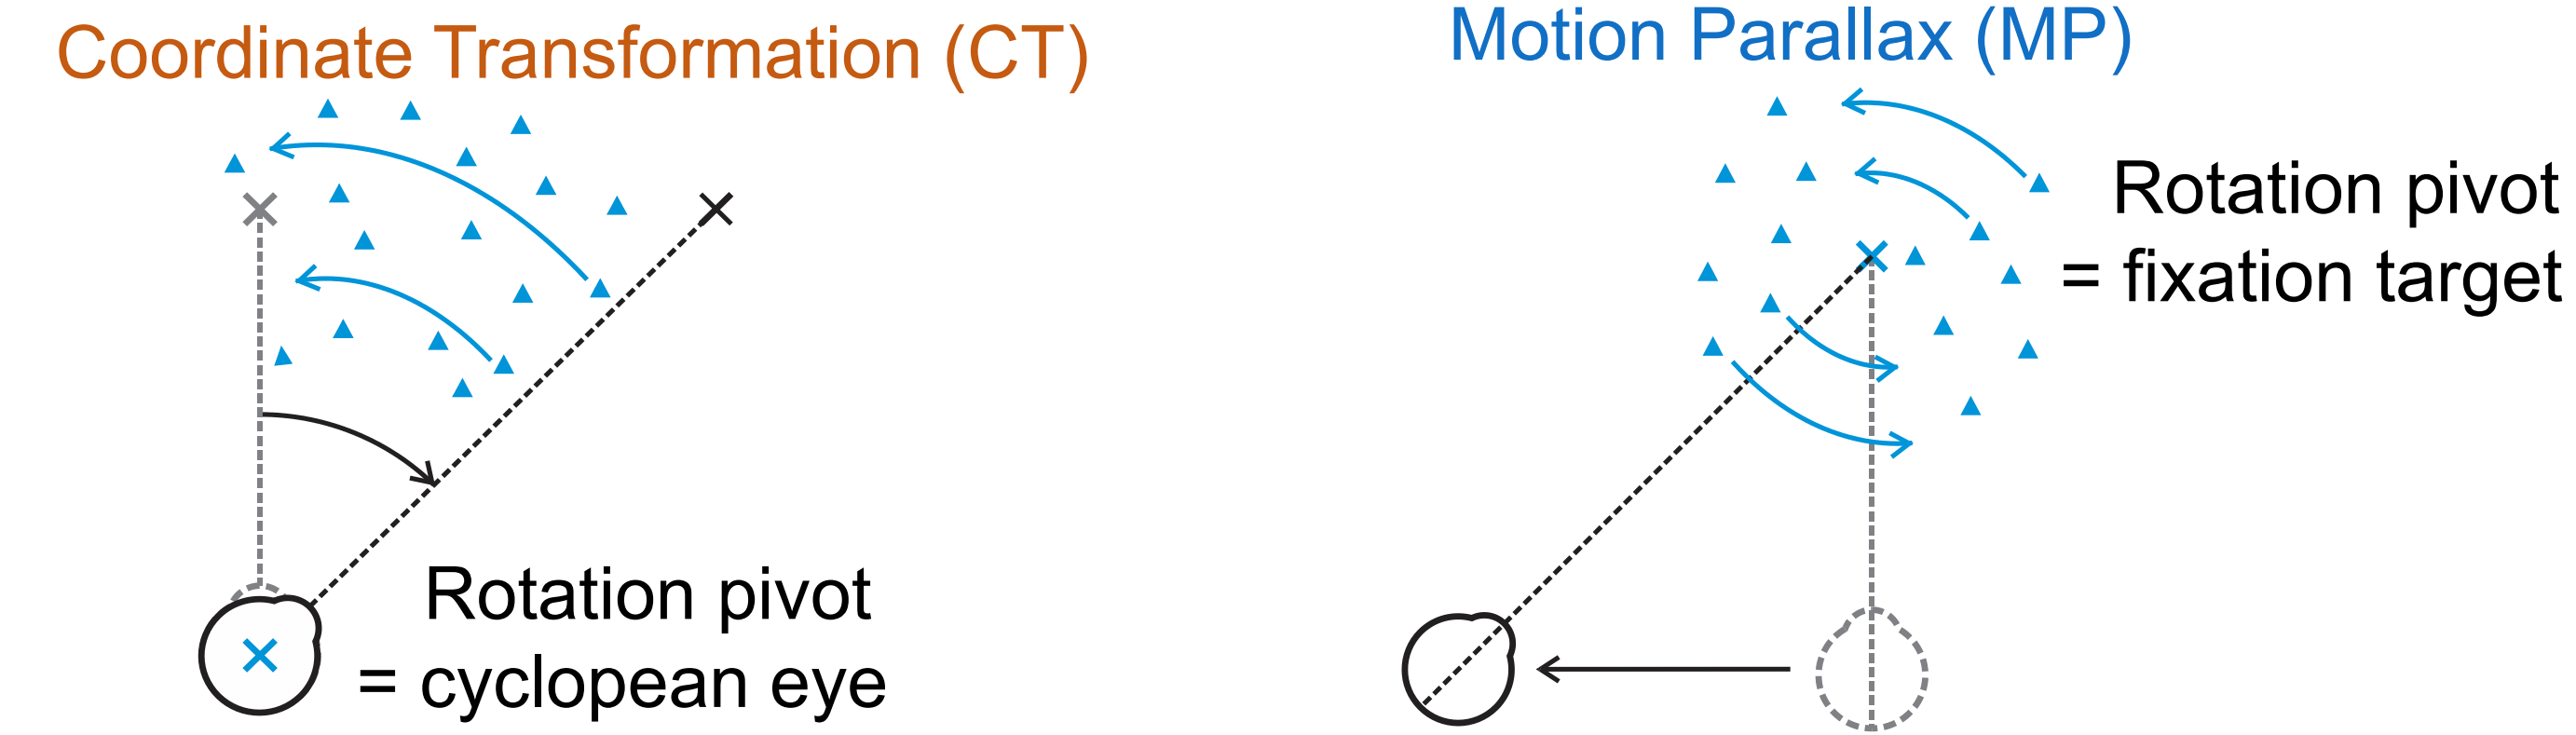 Coordinate Transformation (CT)
Rotation pivot
= cyclopean eye
Motion Parallax (MP)
Rotation pivot
= fixation target